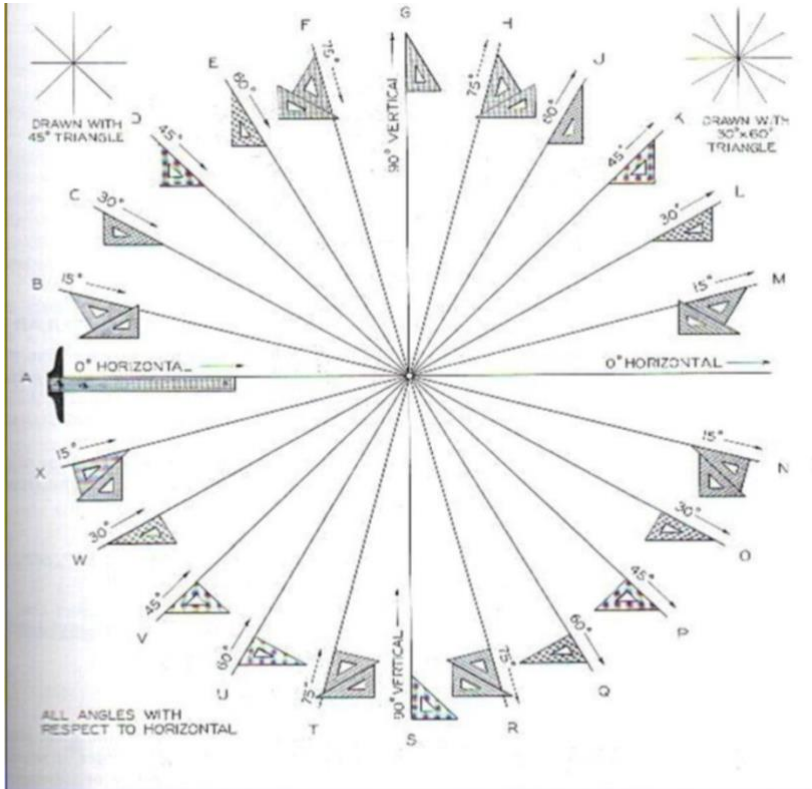 G
F
H
75°
75°
E
J
60°
60°
90° VERTICAL
DRAWN WITH
45° TRIANGLE
DRAWN WITH
30°x60°
TRIANGLE
D
K
45°
45°
C
L
30°
30°
B
M
15°
15°
A
0° HORIZONTAL
0° HORIZONTAL
15°
15°
X
N
30°
30°
W
O
45°
45°
V
P
60°
60°
U
Q
75°
90° VERTICAL
75°
T
S
R
ALL ANGLES WITH
RESPECT TO HORIZONTAL